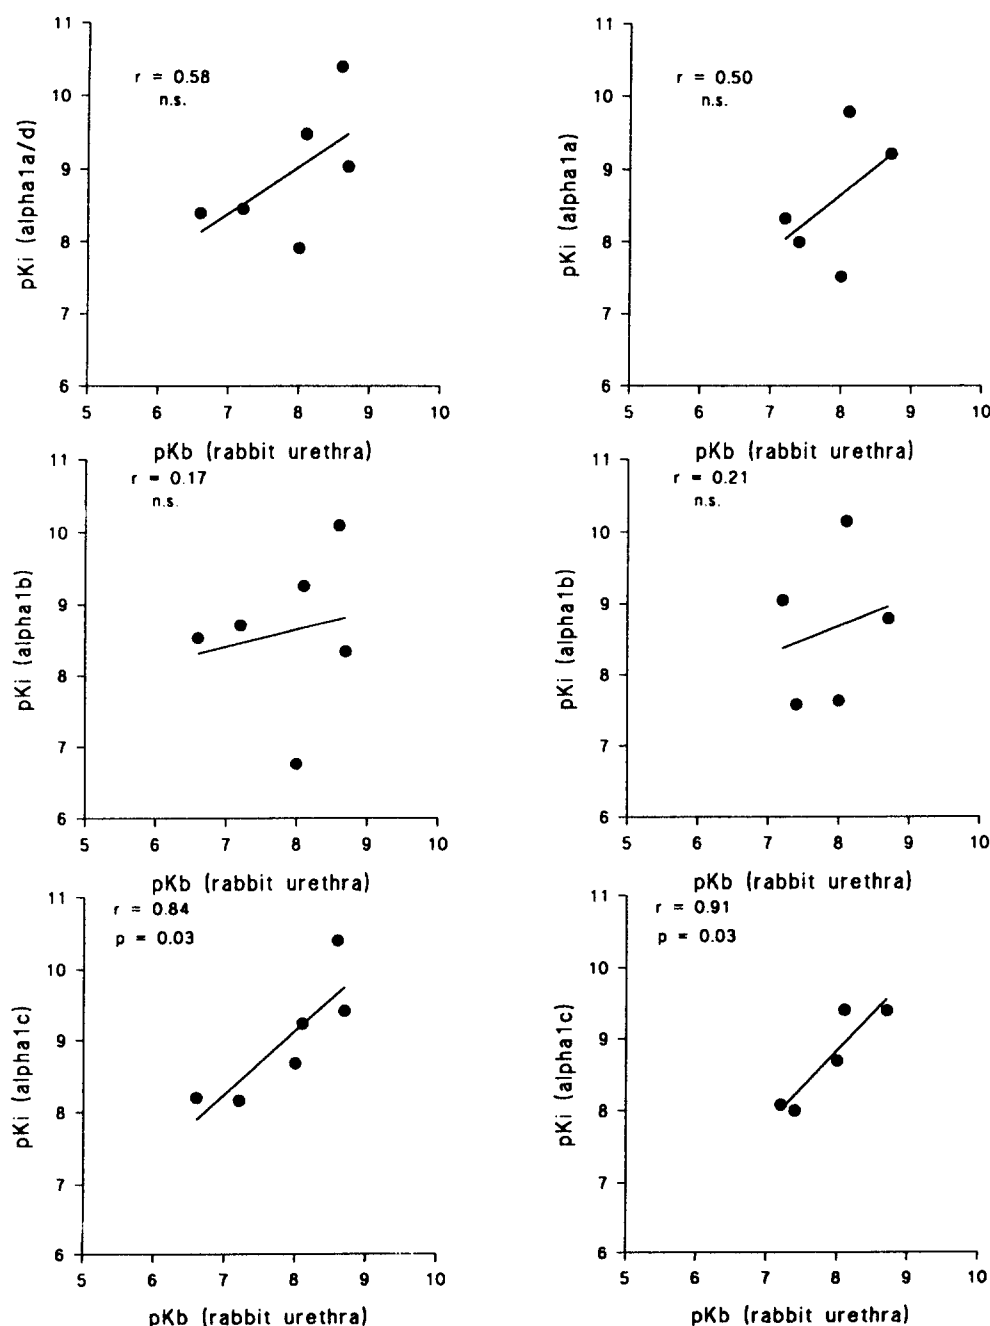 11
10
9
8
7
6
pKi (alpha1a/d)
r = 0.58
n.s.
5 6 7 8 9 10
pKb (rabbit urethra)
11
10
9
8
7
6
pKi (alpha1a)
r = 0.50
n.s.
5 6 7 8 9 10
pKb (rabbit urethra)
11
10
9
8
7
6
pKi (alpha1b)
r = 0.17
n.s.
5 6 7 8 9 10
pKb (rabbit urethra)
11
10
9
8
7
6
pKi (alpha1b)
r = 0.21
n.s.
5 6 7 8 9 10
pKb (rabbit urethra)
11
10
9
8
7
6
pKi (alpha1c)
r = 0.84
p = 0.03
5 6 7 8 9 10
pKb (rabbit urethra)
11
10
9
8
7
6
pKi (alpha1c)
r = 0.91
p = 0.03
5 6 7 8 9 10
pKb (rabbit urethra)